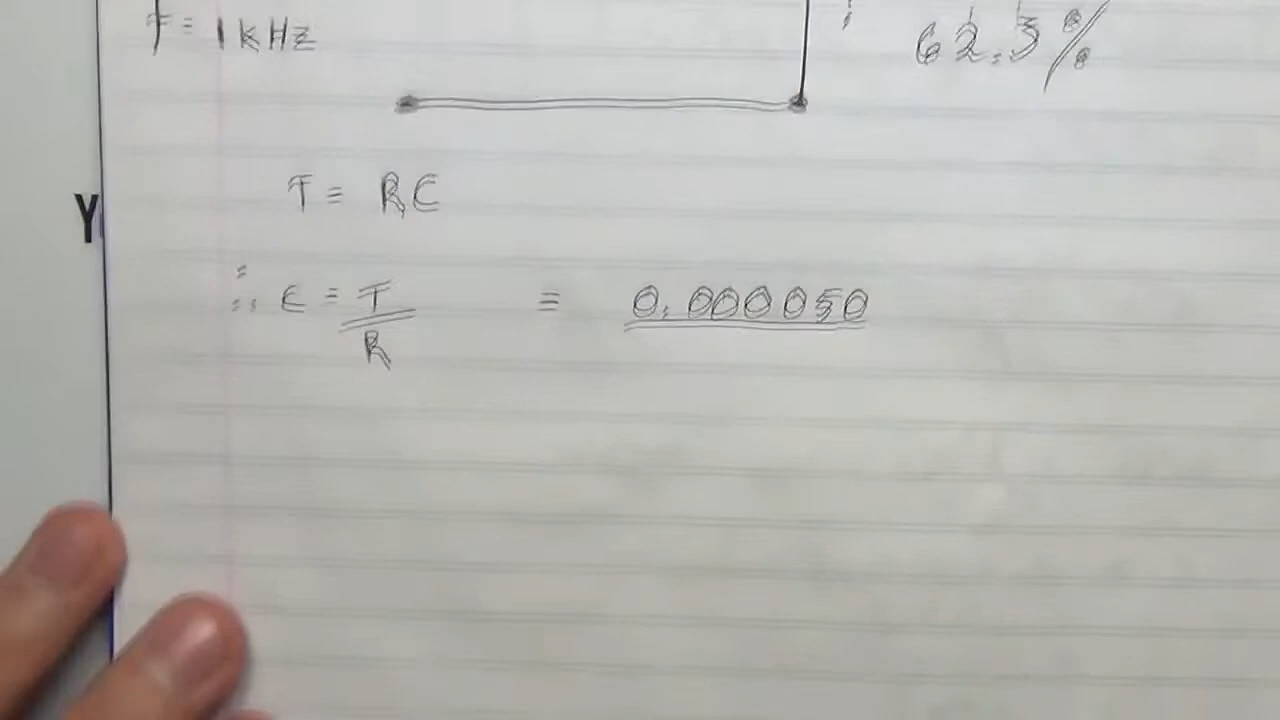 F = 1kHz
62.3%
T = RC
∴ C = T/R = 0.000050
Y